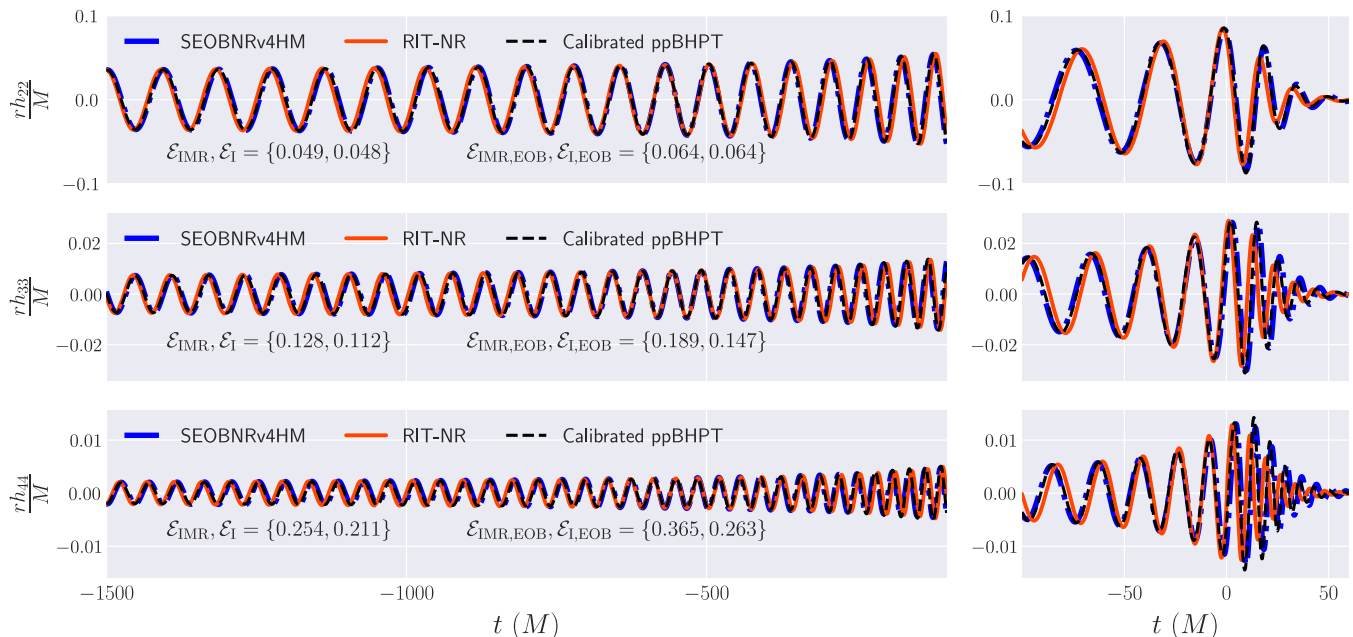 0.1
SEOBNRv4HM RIT-NR Calibrated ppBHPT
rh22/M
0.0
ℰIMR, ℰI = {0.049, 0.048} ℰIMR,EOB, ℰI,EOB = {0.064, 0.064}
−0.1
0.1
0.0
−0.1
SEOBNRv4HM RIT-NR Calibrated ppBHPT
0.02
rh33/M
0.00
ℰIMR, ℰI = {0.128, 0.112} ℰIMR,EOB, ℰI,EOB = {0.189, 0.147}
−0.02
0.02
0.00
−0.02
SEOBNRv4HM RIT-NR Calibrated ppBHPT
0.01
rh44/M
0.00
ℰIMR, ℰI = {0.254, 0.211} ℰIMR,EOB, ℰI,EOB = {0.365, 0.263}
−0.01
0.01
0.00
−0.01
−1500 −1000 −500
t (M)
−50 0 50
t (M)